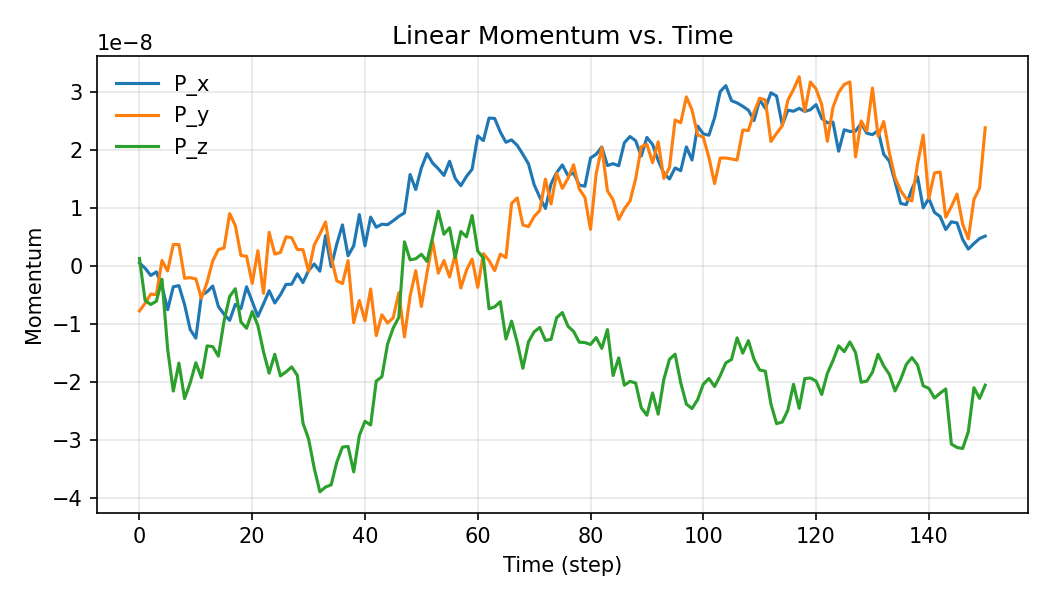 Linear Momentum vs. Time
1e−8
P_x
P_y
P_z
3
2
1
0
−1
−2
−3
−4
Momentum
0 20 40 60 80 100 120 140
Time (step)